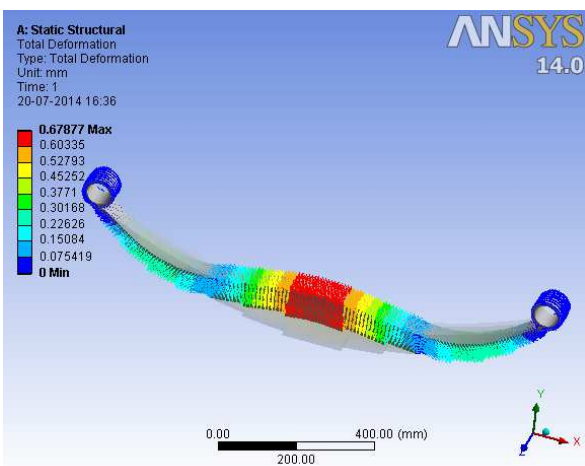 A: Static Structural
Total Deformation
Type: Total Deformation
Unit: mm
Time: 1
20-07-2014 16:36
ANSYS
14.0
0.67877 Max
0.60335
0.52793
0.45252
0.3771
0.30168
0.22626
0.15084
0.075419
0 Min
0.00
400.00 (mm)
200.00
Y
X
Z